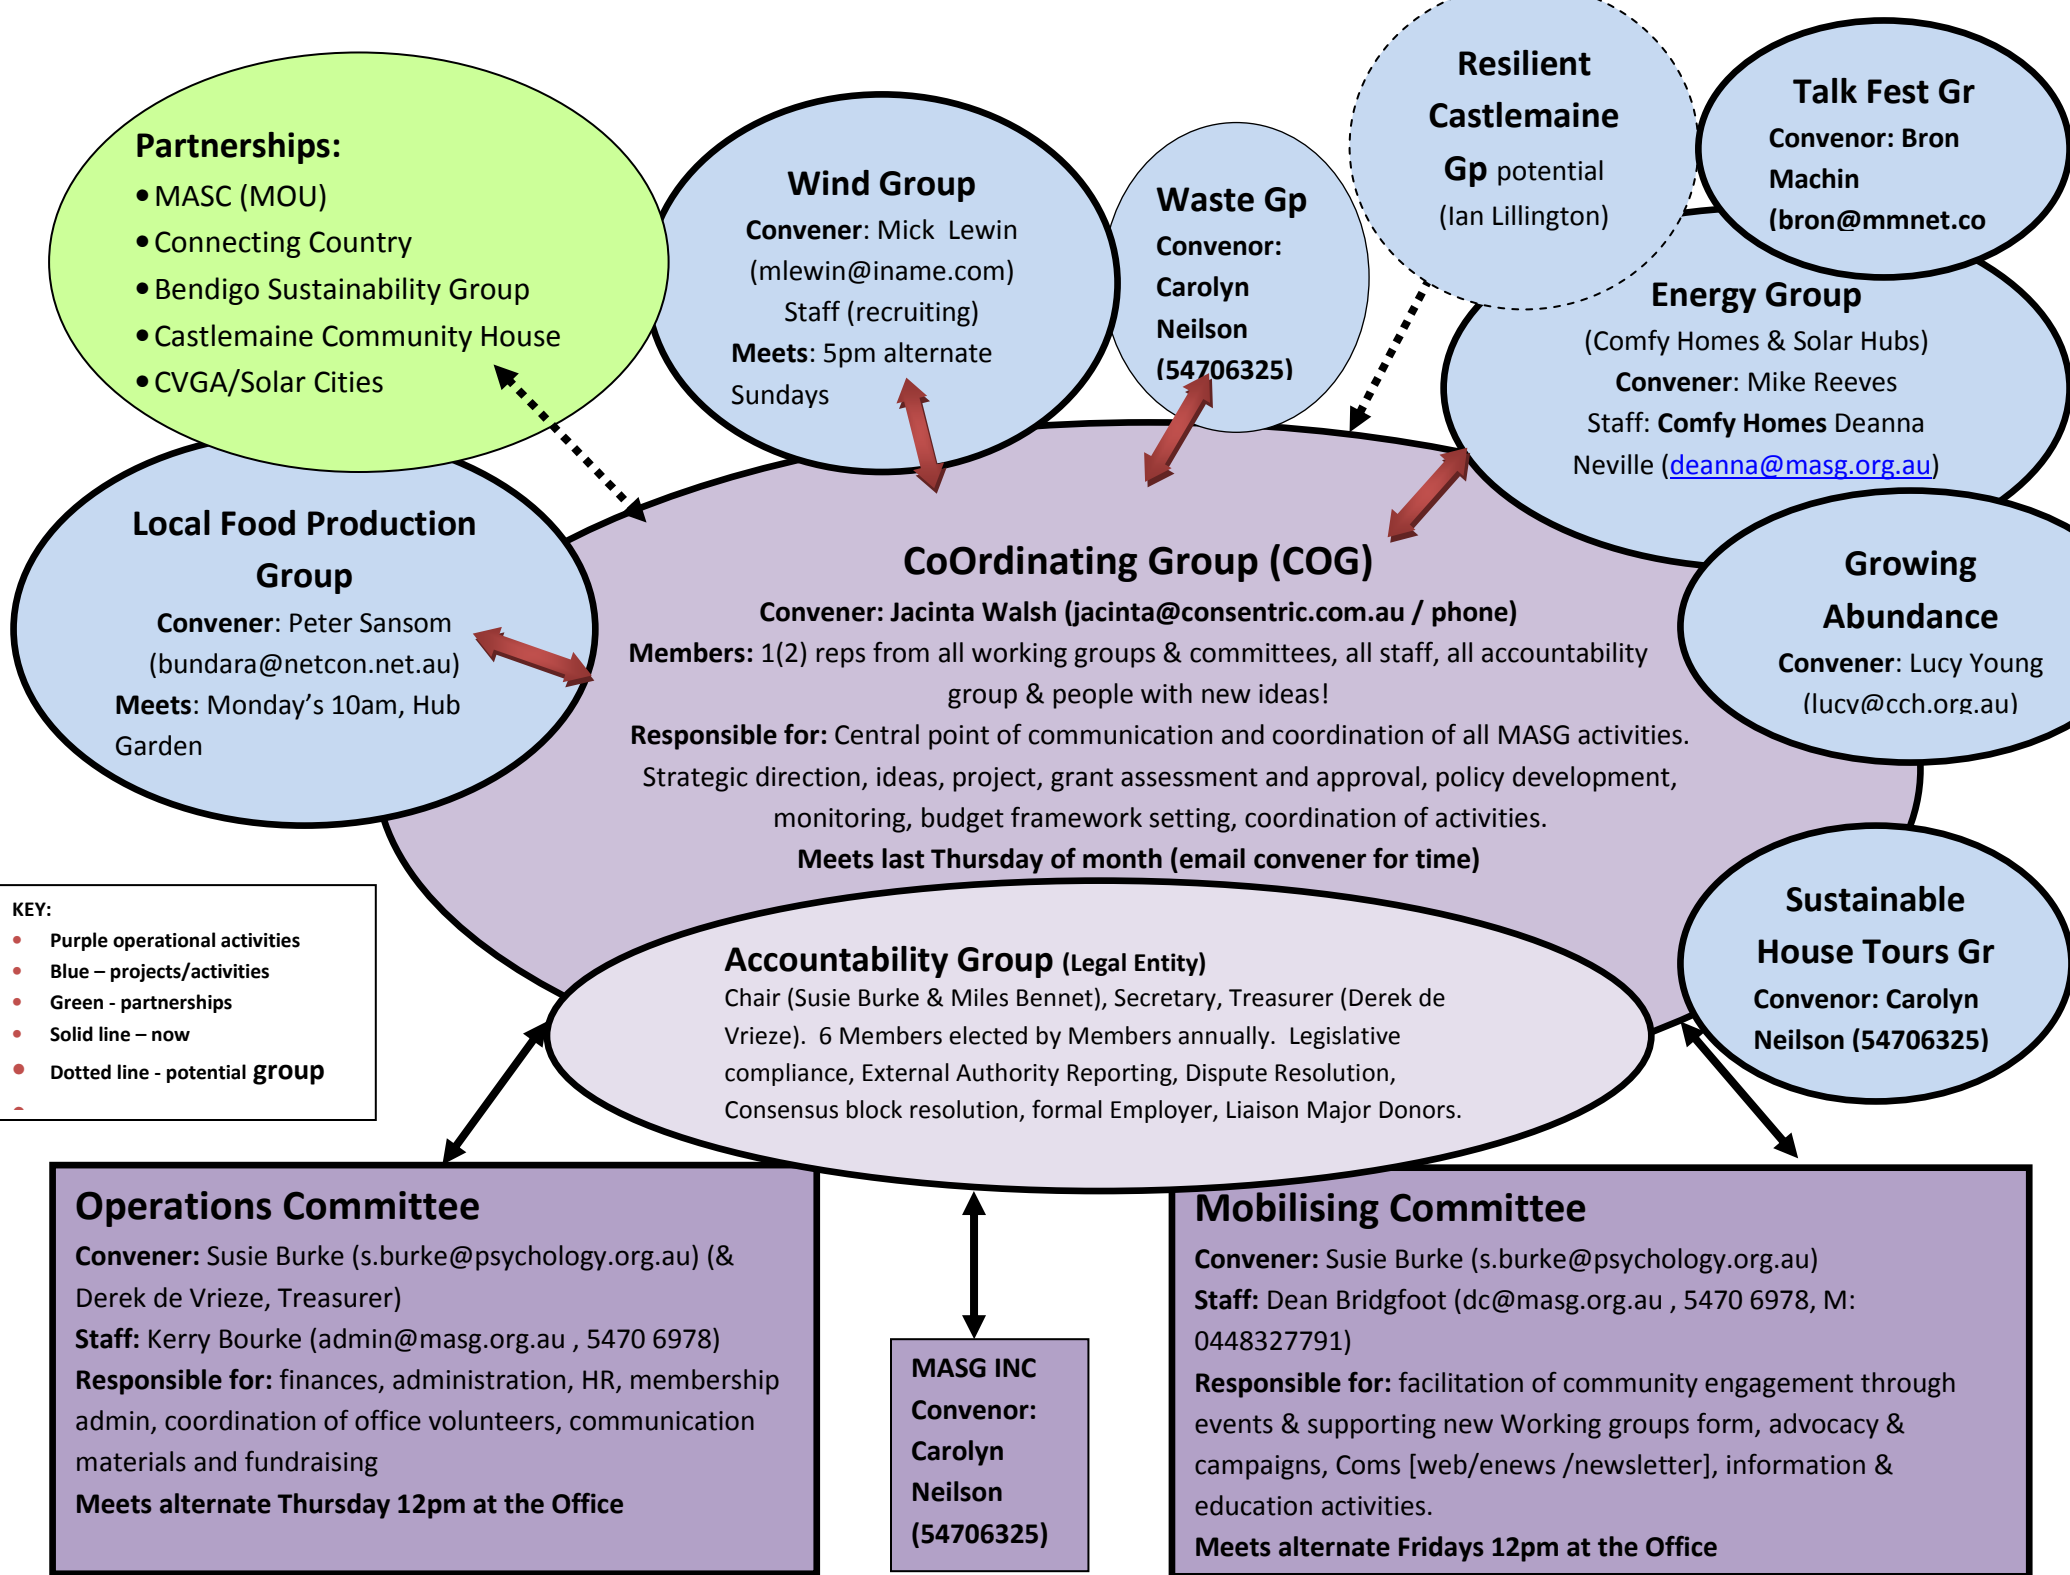 Partnerships:
• MASC (MOU)
• Connecting Country
• Bendigo Sustainability Group
• Castlemaine Community House
• CVGA/Solar Cities
Wind Group
Convener: Mick Lewin
(mlewin@iname.com)
Staff (recruiting)
Meets: 5pm alternate
Sundays
Waste Gp
Convenor:
Carolyn
Neilson
(54706325)
Resilient
Castlemaine
Gp potential
(Ian Lillington)
Talk Fest Gr
Convenor: Bron
Machin
(bron@mmnet.co
Energy Group
(Comfy Homes & Solar Hubs)
Convener: Mike Reeves
Staff: Comfy Homes Deanna
Neville (deanna@masg.org.au)
Local Food Production
Group
Convener: Peter Sansom
(bundara@netcon.net.au)
Meets: Monday’s 10am, Hub
Garden
CoOrdinating Group (COG)
Convener: Jacinta Walsh (jacinta@consentric.com.au / phone)
Members: 1(2) reps from all working groups & committees, all staff, all accountability
group & people with new ideas!
Responsible for: Central point of communication and coordination of all MASG activities.
Strategic direction, ideas, project, grant assessment and approval, policy development,
monitoring, budget framework setting, coordination of activities.
Meets last Thursday of month (email convener for time)
Growing
Abundance
Convener: Lucy Young
(lucy@cch.org.au)
Sustainable
House Tours Gr
Convenor: Carolyn
Neilson (54706325)
KEY:
• Purple operational activities
• Blue – projects/activities
• Green - partnerships
• Solid line – now
• Dotted line - potential group
Accountability Group (Legal Entity)
Chair (Susie Burke & Miles Bennet), Secretary, Treasurer (Derek de
Vrieze). 6 Members elected by Members annually. Legislative
compliance, External Authority Reporting, Dispute Resolution,
Consensus block resolution, formal Employer, Liaison Major Donors.
Operations Committee
Convener: Susie Burke (s.burke@psychology.org.au) (&
Derek de Vrieze, Treasurer)
Staff: Kerry Bourke (admin@masg.org.au , 5470 6978)
Responsible for: finances, administration, HR, membership
admin, coordination of office volunteers, communication
materials and fundraising
Meets alternate Thursday 12pm at the Office
MASG INC
Convenor:
Carolyn
Neilson
(54706325)
Mobilising Committee
Convener: Susie Burke (s.burke@psychology.org.au)
Staff: Dean Bridgfoot (dc@masg.org.au , 5470 6978, M:
0448327791)
Responsible for: facilitation of community engagement through
events & supporting new Working groups form, advocacy &
campaigns, Coms [web/enews /newsletter], information &
education activities.
Meets alternate Fridays 12pm at the Office